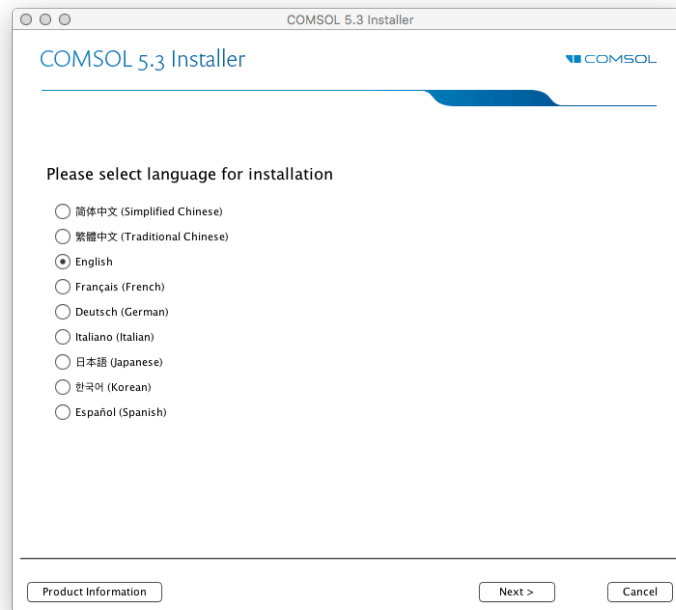 COMSOL 5.3 Installer
COMSOL 5.3 Installer
COMSOL
Please select language for installation
简体中文 (Simplified Chinese)
繁體中文 (Traditional Chinese)
English
Français (French)
Deutsch (German)
Italiano (Italian)
日本語 (Japanese)
한국어 (Korean)
Español (Spanish)
Product Information
Next >
Cancel